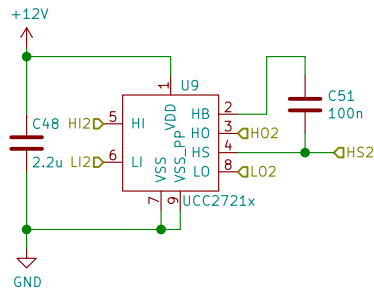 +12V
U9
1
VDD
C48
2.2u
HI2
5
HI
LI2
6
LI
HB
2
HO
3
HO2
HS
4
HS2
LO
8
LO2
C51
100n
VSS
VSS_PP
7
9
UCC2721x
GND